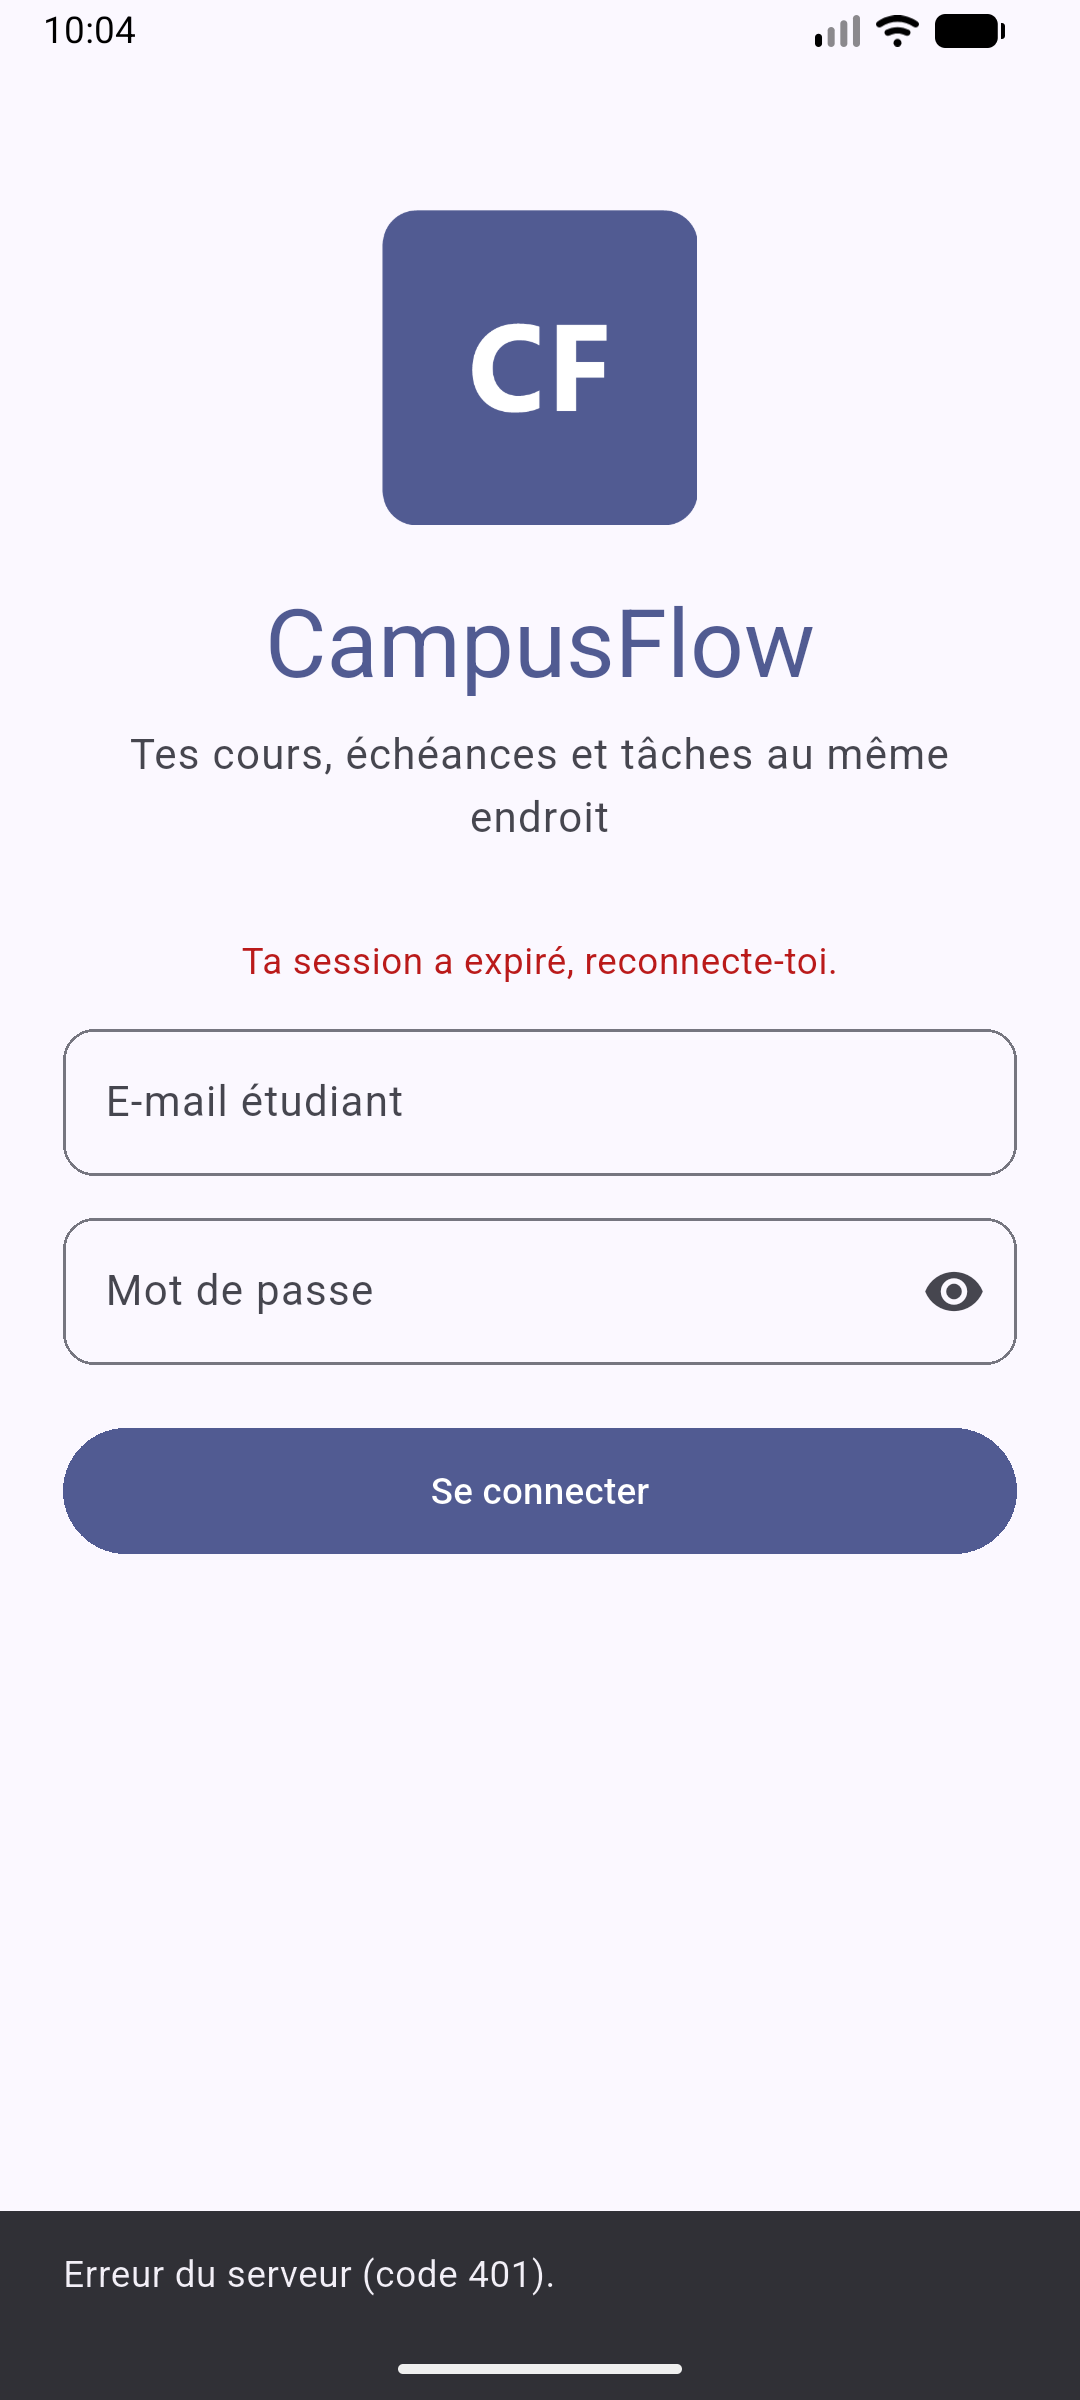 10:04
CF
CampusFlow
Tes cours, échéances et tâches au même
endroit
Ta session a expiré, reconnecte-toi.
E-mail étudiant
Mot de passe
Se connecter
Erreur du serveur (code 401).